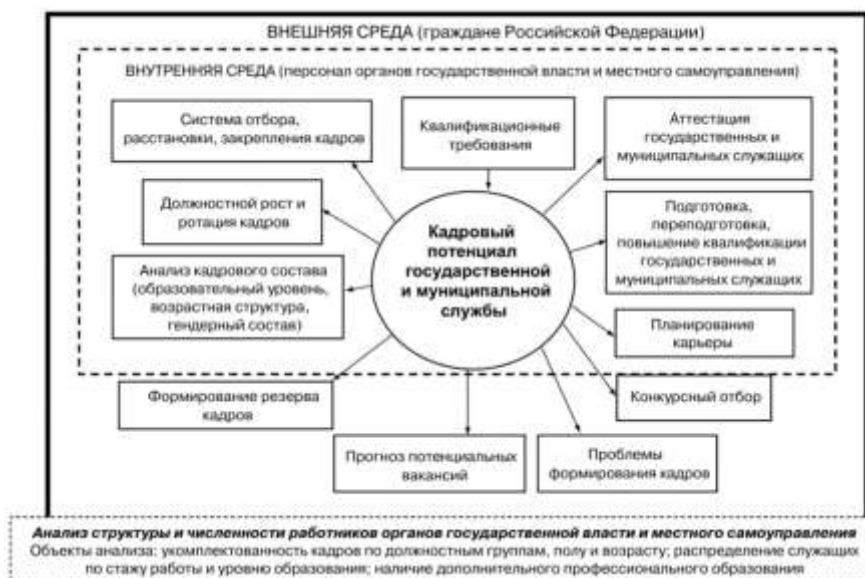 ВНЕШНЯЯ СРЕДА (граждане Российской Федерации)
ВНУТРЕННЯЯ СРЕДА (персонал органов государственной власти и местного самоуправления)
Система отбора,
расстановки, закрепления кадров
Квалификационные
требования
Аттестация
государственных и
муниципальных служащих
Должностной рост и
ротация кадров
Кадровый
потенциал
государственной
и муниципальной
службы
Подготовка,
переподготовка,
повышение квалификации
государственных и
муниципальных служащих
Анализ кадрового состава
(образовательный уровень,
возрастная структура,
гендерный состав)
Планирование
карьеры
Формирование резерва
кадров
Конкурсный отбор
Прогноз потенциальных
вакансий
Проблемы
формирования кадров
Анализ структуры и численности работников органов государственной власти и местного самоуправления
Объекты анализа: укомплектованность кадров по должностным группам, полу и возрасту; распределение служащих
по стажу работы и уровню образования; наличие дополнительного профессионального образования